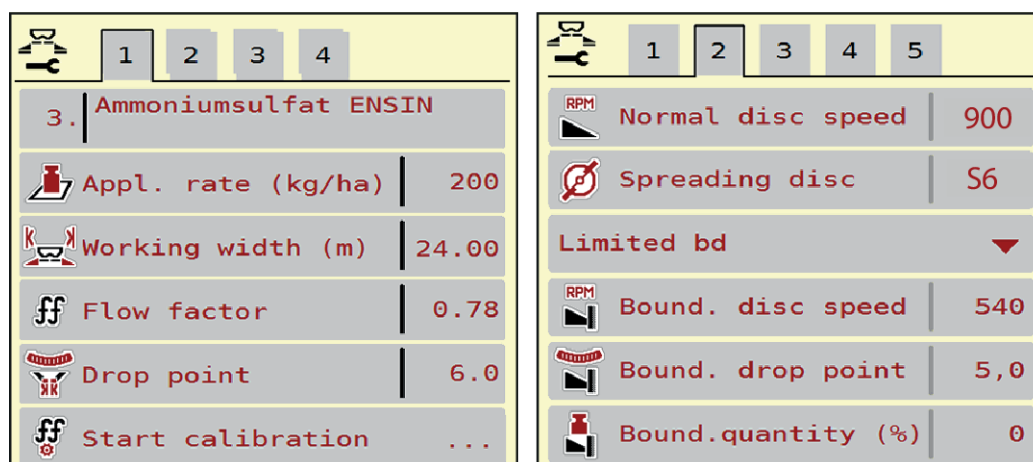 1 2 3 4
3. Ammoniumsulfat ENSIN
Appl. rate (kg/ha) 200
K K Working width (m) 24.00
ff Flow factor 0.78
Drop point 6.0
ff Start calibration ...
1 2 3 4 5
RPM Normal disc speed 900
Spreading disc S6
Limited bd
RPM Bound. disc speed 540
Bound. drop point 5,0
Bound.quantity (%) 0